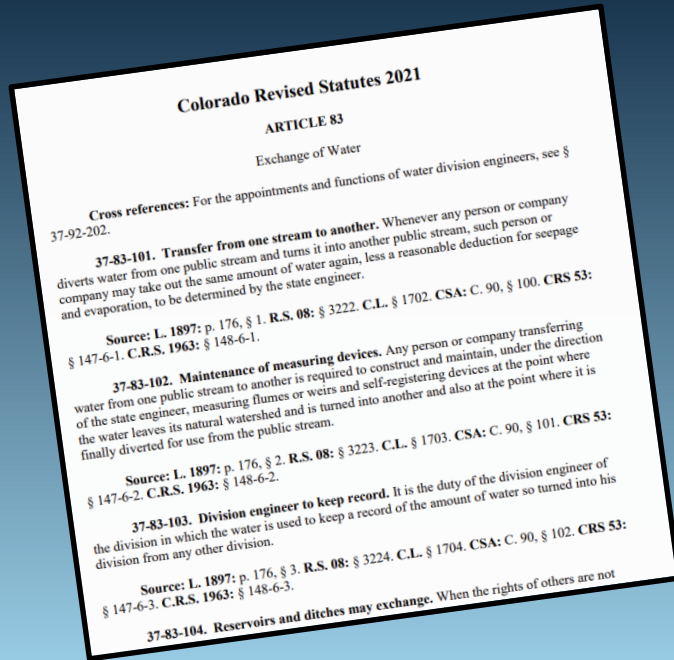 Colorado Revised Statutes 2021
ARTICLE 83
Exchange of Water
Cross references: For the appointments and functions of water division engineers, see §
37-92-202.
37-83-101. Transfer from one stream to another. Whenever any person or company
diverts water from one public stream and turns it into another public stream, such person or
company may take out the same amount of water again, less a reasonable deduction for seepage
and evaporation, to be determined by the state engineer.
Source: L. 1897: p. 176, § 1. R.S. 08: § 3222. C.L. § 1702. CSA: C. 90, § 100. CRS 53:
§ 147-6-1. C.R.S. 1963: § 148-6-1.
37-83-102. Maintenance of measuring devices. Any person or company transferring
water from one public stream to another is required to construct and maintain, under the direction
of the state engineer, measuring flumes or weirs and self-registering devices at the point where
the water leaves its natural watershed and is turned into another and also at the point where it is
finally diverted for use from the public stream.
Source: L. 1897: p. 176, § 2. R.S. 08: § 3223. C.L. § 1703. CSA: C. 90, § 101. CRS 53:
§ 147-6-2. C.R.S. 1963: § 148-6-2.
37-83-103. Division engineer to keep record. It is the duty of the division engineer of
the division in which the water is used to keep a record of the amount of water so turned into his
division from any other division.
Source: L. 1897: p. 176, § 3. R.S. 08: § 3224. C.L. § 1704. CSA: C. 90, § 102. CRS 53:
§ 147-6-3. C.R.S. 1963: § 148-6-3.
37-83-104. Reservoirs and ditches may exchange. When the rights of others are not